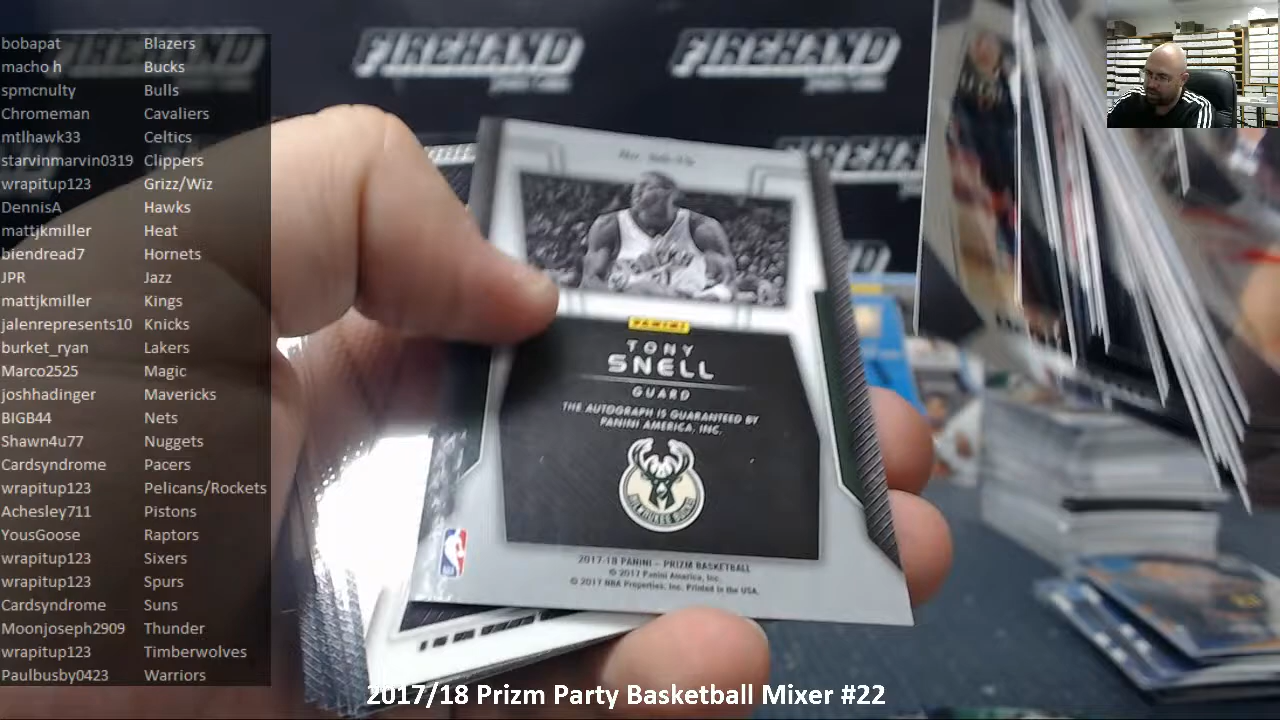 bobapat Blazers
macho h Bucks
spmcnulty Bulls
Chromeman Cavaliers
mtlhawk33 Celtics
starvinmarvin0319 Clippers
wrapitup123 Grizz/Wiz
DennisA Hawks
mattjkmiller Heat
biendread7 Hornets
JPR Jazz
mattjkmiller Kings
jalenrepresents10 Knicks
burket_ryan Lakers
Marco2525 Magic
joshhadinger Mavericks
BIGB44 Nets
Shawn4u77 Nuggets
Cardsyndrome Pacers
wrapitup123 Pelicans/Rockets
Achesley711 Pistons
YousGoose Raptors
wrapitup123 Sixers
wrapitup123 Spurs
Cardsyndrome Suns
Moonjoseph2909 Thunder
wrapitup123 Timberwolves
Paulbusby0423 Warriors
FIREHAND FIREHAND
PANINI
TONY
SNELL
GUARD
THE AUTOGRAPH IS GUARANTEED BY
PANINI AMERICA, INC.
MILWAUKEE BUCKS
2017-18 PANINI – PRIZM BASKETBALL
© 2017 Panini America, Inc.
© 2017 NBA Properties, Inc. Printed in the USA.
2017/18 Prizm Party Basketball Mixer #22